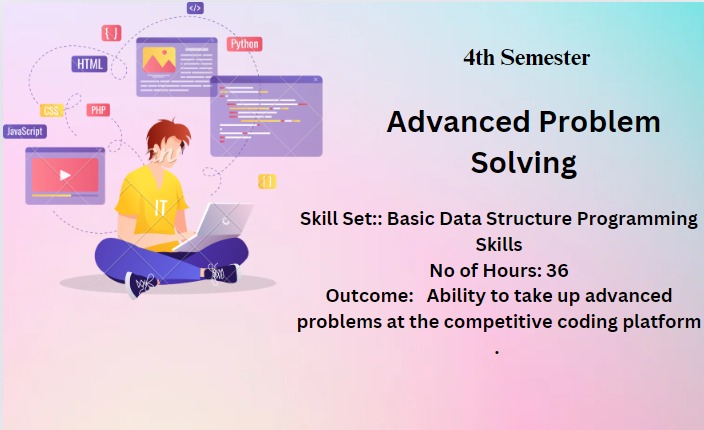 </>
{ }
Python
HTML
CSS
PHP
JavaScript
{ }
IT
4th Semester
Advanced Problem
Solving
Skill Set:: Basic Data Structure Programming
Skills
No of Hours: 36
Outcome: Ability to take up advanced
problems at the competitive coding platform
.